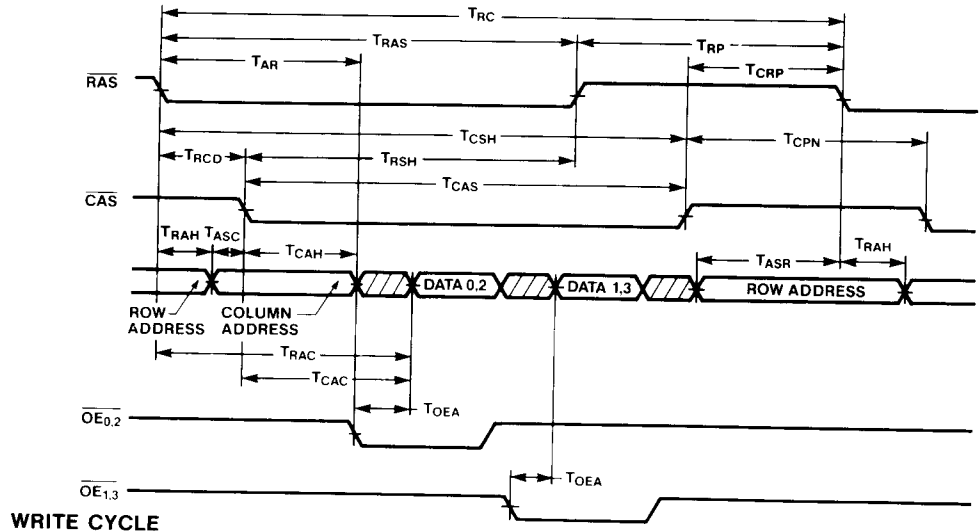 TRC
TRAS
TRP
TAR
TCRP
RAS
TCSH
TCPN
TRCD
TRSH
TCAS
CAS
TRAH
TASC
TCAH
TASR
TRAH
DATA 0,2
DATA 1,3
ROW ADDRESS
ROW
ADDRESS
COLUMN
ADDRESS
TRAC
TCAC
TOEA
OE0,2
TOEA
OE1,3
WRITE CYCLE